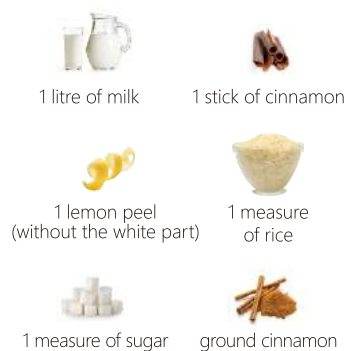 1 litre of milk
1 stick of cinnamon
1 lemon peel
(without the white part)
1 measure
of rice
1 measure of sugar
ground cinnamon